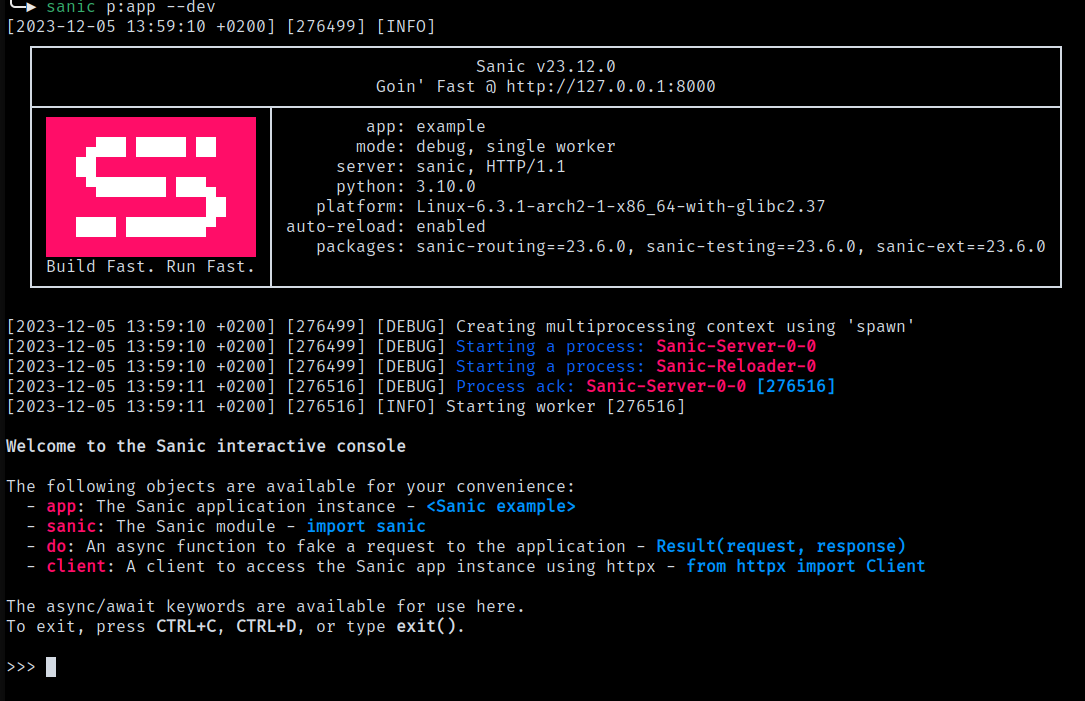 sanic p:app --dev
[2023-12-05 13:59:10 +0200] [276499] [INFO]
Sanic v23.12.0
Goin' Fast @ http://127.0.0.1:8000
app: example
mode: debug, single worker
server: sanic, HTTP/1.1
python: 3.10.0
platform: Linux-6.3.1-arch2-1-x86_64-with-glibc2.37
auto-reload: enabled
packages: sanic-routing==23.6.0, sanic-testing==23.6.0, sanic-ext==23.6.0
Build Fast. Run Fast.
[2023-12-05 13:59:10 +0200] [276499] [DEBUG] Creating multiprocessing context using 'spawn'
[2023-12-05 13:59:10 +0200] [276499] [DEBUG] Starting a process: Sanic-Server-0-0
[2023-12-05 13:59:10 +0200] [276499] [DEBUG] Starting a process: Sanic-Reloader-0
[2023-12-05 13:59:11 +0200] [276516] [DEBUG] Process ack: Sanic-Server-0-0 [276516]
[2023-12-05 13:59:11 +0200] [276516] [INFO] Starting worker [276516]
Welcome to the Sanic interactive console
The following objects are available for your convenience:
- app: The Sanic application instance - <Sanic example>
- sanic: The Sanic module - import sanic
- do: An async function to fake a request to the application - Result(request, response)
- client: A client to access the Sanic app instance using httpx - from httpx import Client
The async/await keywords are available for use here.
To exit, press CTRL+C, CTRL+D, or type exit().
>>>